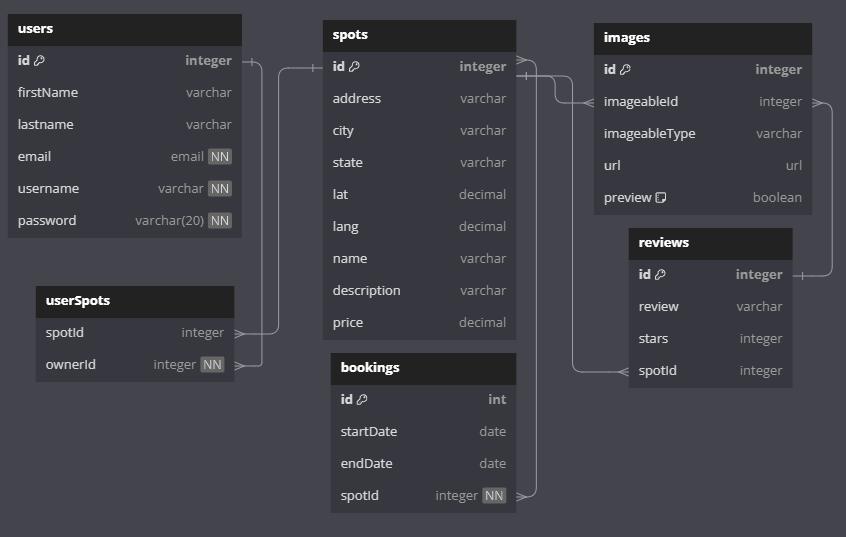 users
id integer
firstName varchar
lastname varchar
email email NN
username varchar NN
password varchar(20) NN
userSpots
spotId integer
ownerId integer NN
spots
id integer
address varchar
city varchar
state varchar
lat decimal
lang decimal
name varchar
description varchar
price decimal
bookings
id int
startDate date
endDate date
spotId integer NN
images
id integer
imageableId integer
imageableType varchar
url url
preview boolean
reviews
id integer
review varchar
stars integer
spotId integer